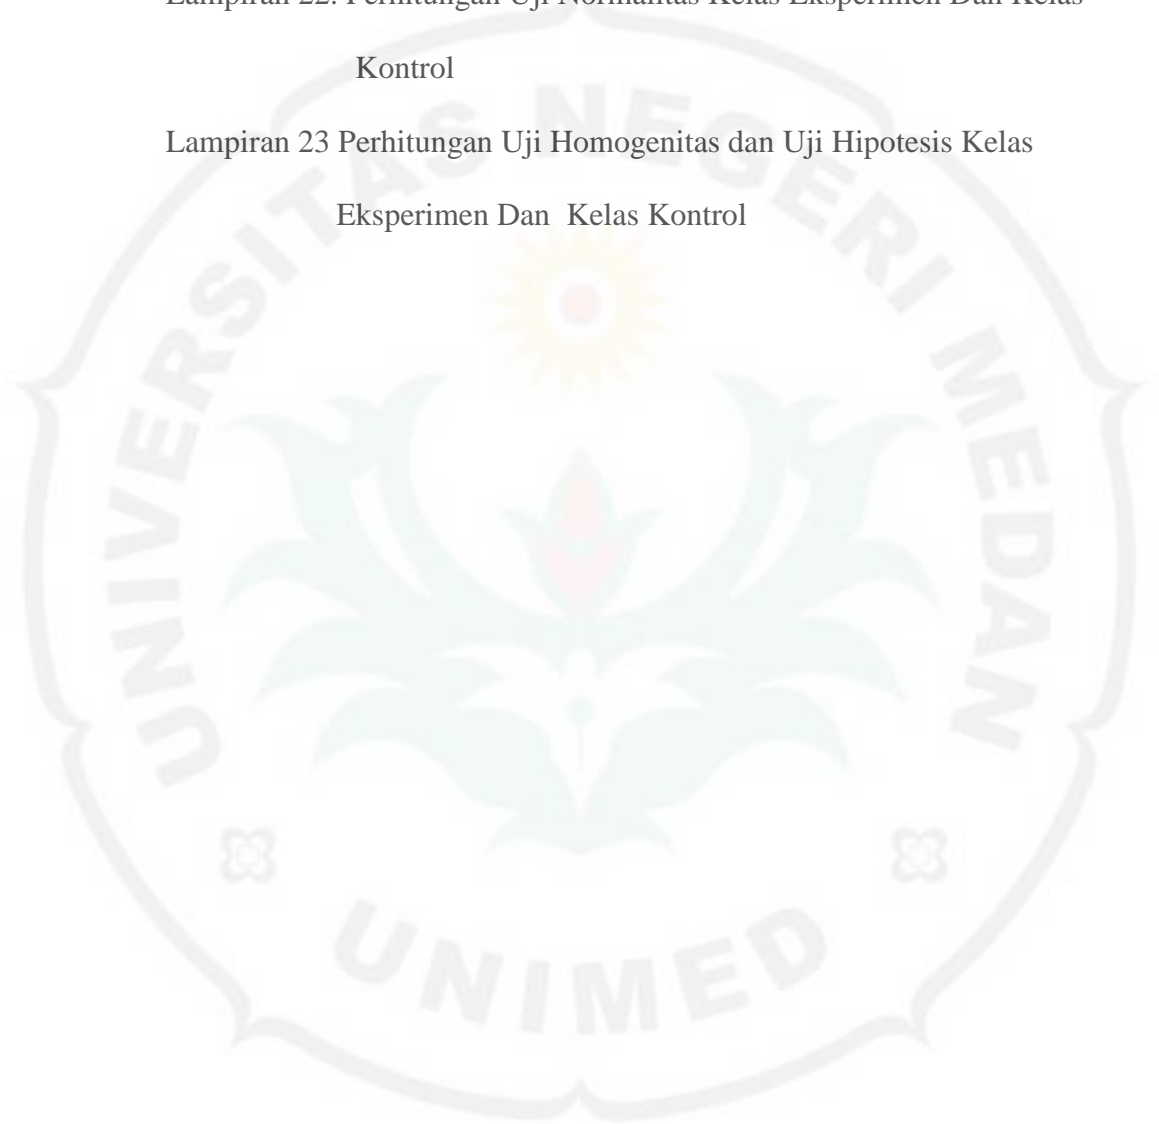 Lampiran 22. Perhitungan Uji Normalitas Kelas Eksperimen Dan Kelas
Kontrol
Lampiran 23 Perhitungan Uji Homogenitas dan Uji Hipotesis Kelas
Eksperimen Dan Kelas Kontrol
UNIVERSITAS NEGERI MEDAN
UNIMED